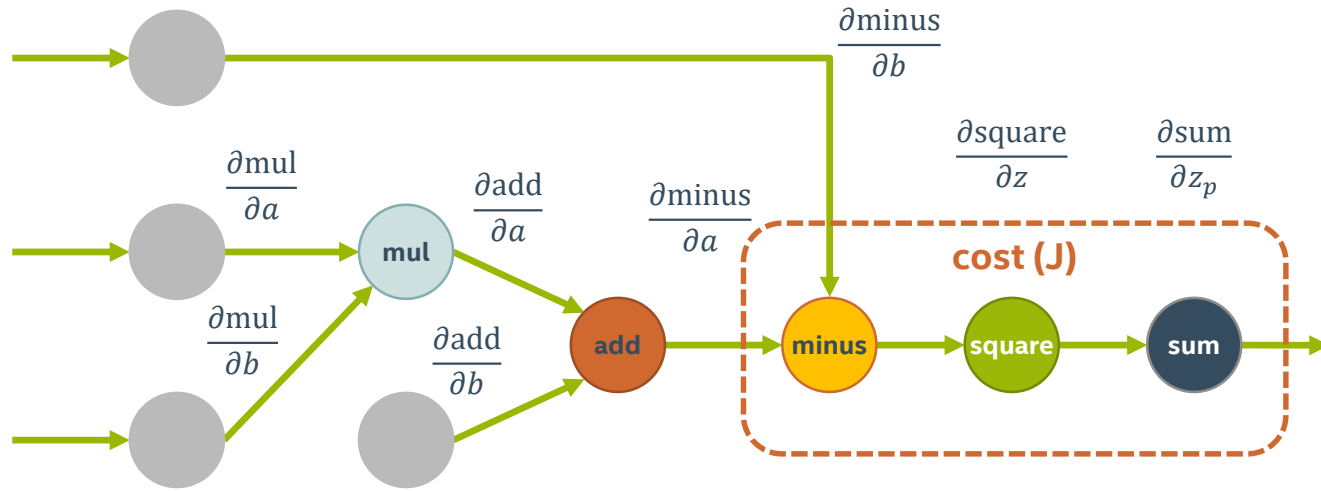 ∂minus
∂b
∂square
∂z
∂sum
∂z_p
∂mul
∂a
∂add
∂a
∂minus
∂a
cost (J)
mul
∂mul
∂b
∂add
∂b
add
minus
square
sum